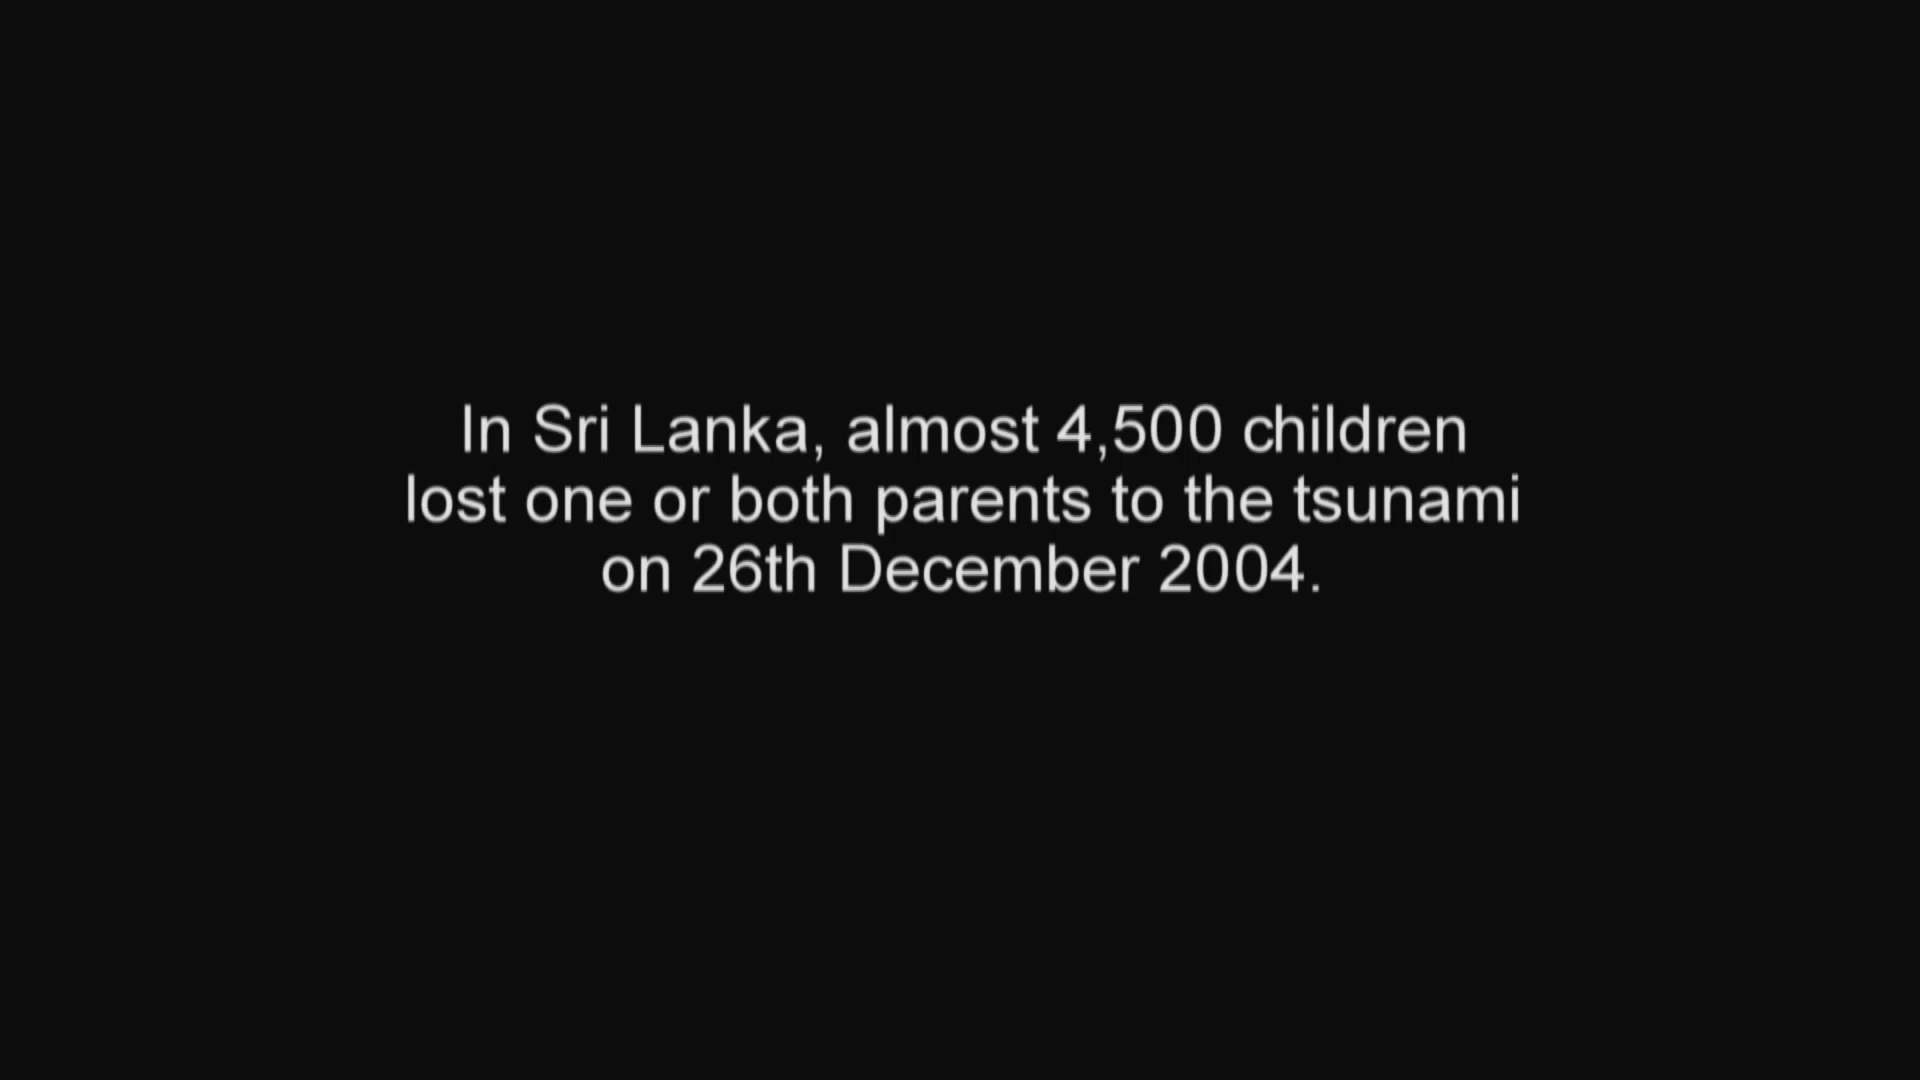 In Sri Lanka, almost 4,500 children
lost one or both parents to the tsunami
on 26th December 2004.